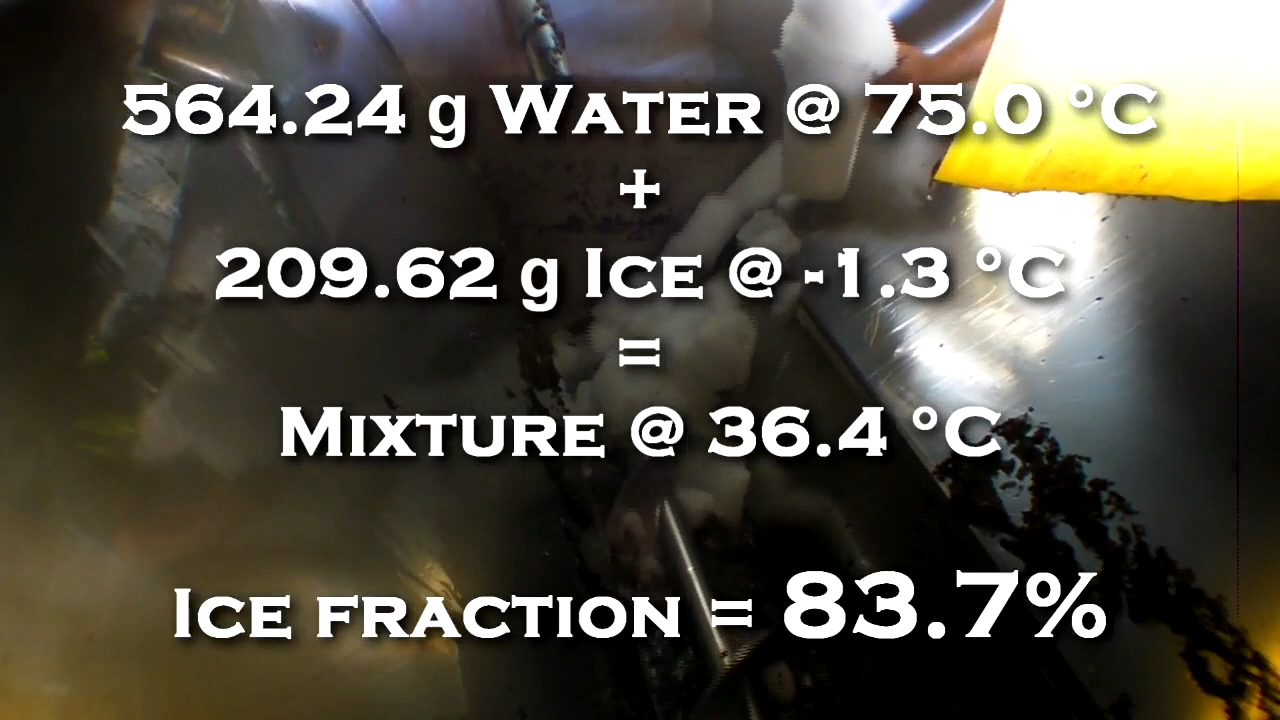 564.24 g Water @ 75.0 °C
+
209.62 g Ice @ -1.3 °C
=
Mixture @ 36.4 °C
Ice fraction = 83.7%